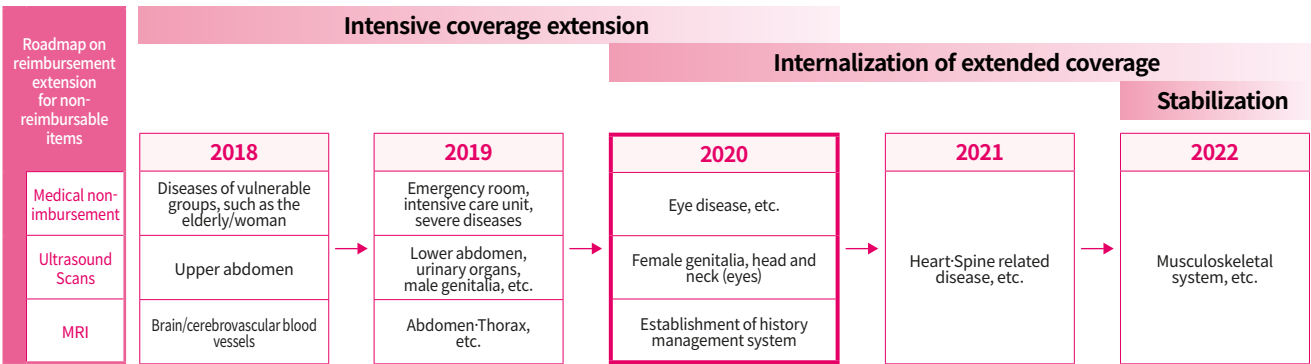 Roadmap on
reimbursement
extension
for non-
reimbursable
items
Intensive coverage extension
Internalization of extended coverage
Stabilization
2018
2019
2020
2021
2022
Medical non-
imbursement
Diseases of vulnerable
groups, such as the
elderly/woman
Emergency room,
intensive care unit,
severe diseases
Eye disease, etc.
Ultrasound
Scans
Upper abdomen
Lower abdomen,
urinary organs,
male genitalia, etc.
Female genitalia, head and
neck (eyes)
Heart·Spine related
disease, etc.
Musculoskeletal
system, etc.
MRI
Brain/cerebrovascular blood
vessels
Abdomen·Thorax,
etc.
Establishment of history
management system